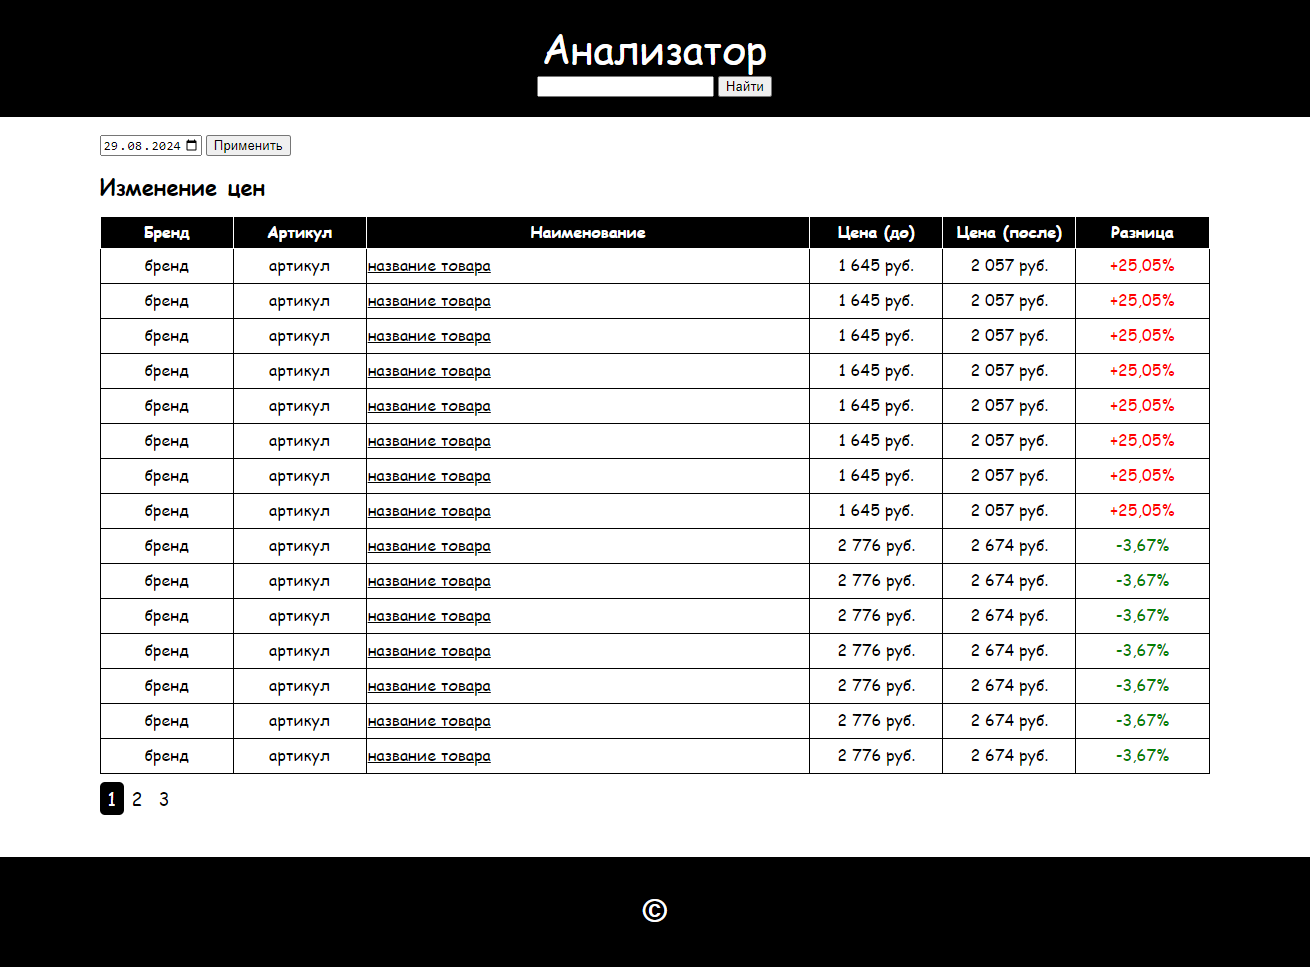 Анализатор
Найти
29.08.2024 Применить
Изменение цен
Бренд Артикул Наименование Цена (до) Цена (после) Разница
бренд артикул название товара 1 645 руб. 2 057 руб. +25,05%
бренд артикул название товара 1 645 руб. 2 057 руб. +25,05%
бренд артикул название товара 1 645 руб. 2 057 руб. +25,05%
бренд артикул название товара 1 645 руб. 2 057 руб. +25,05%
бренд артикул название товара 1 645 руб. 2 057 руб. +25,05%
бренд артикул название товара 1 645 руб. 2 057 руб. +25,05%
бренд артикул название товара 1 645 руб. 2 057 руб. +25,05%
бренд артикул название товара 1 645 руб. 2 057 руб. +25,05%
бренд артикул название товара 2 776 руб. 2 674 руб. -3,67%
бренд артикул название товара 2 776 руб. 2 674 руб. -3,67%
бренд артикул название товара 2 776 руб. 2 674 руб. -3,67%
бренд артикул название товара 2 776 руб. 2 674 руб. -3,67%
бренд артикул название товара 2 776 руб. 2 674 руб. -3,67%
бренд артикул название товара 2 776 руб. 2 674 руб. -3,67%
бренд артикул название товара 2 776 руб. 2 674 руб. -3,67%
1 2 3
©